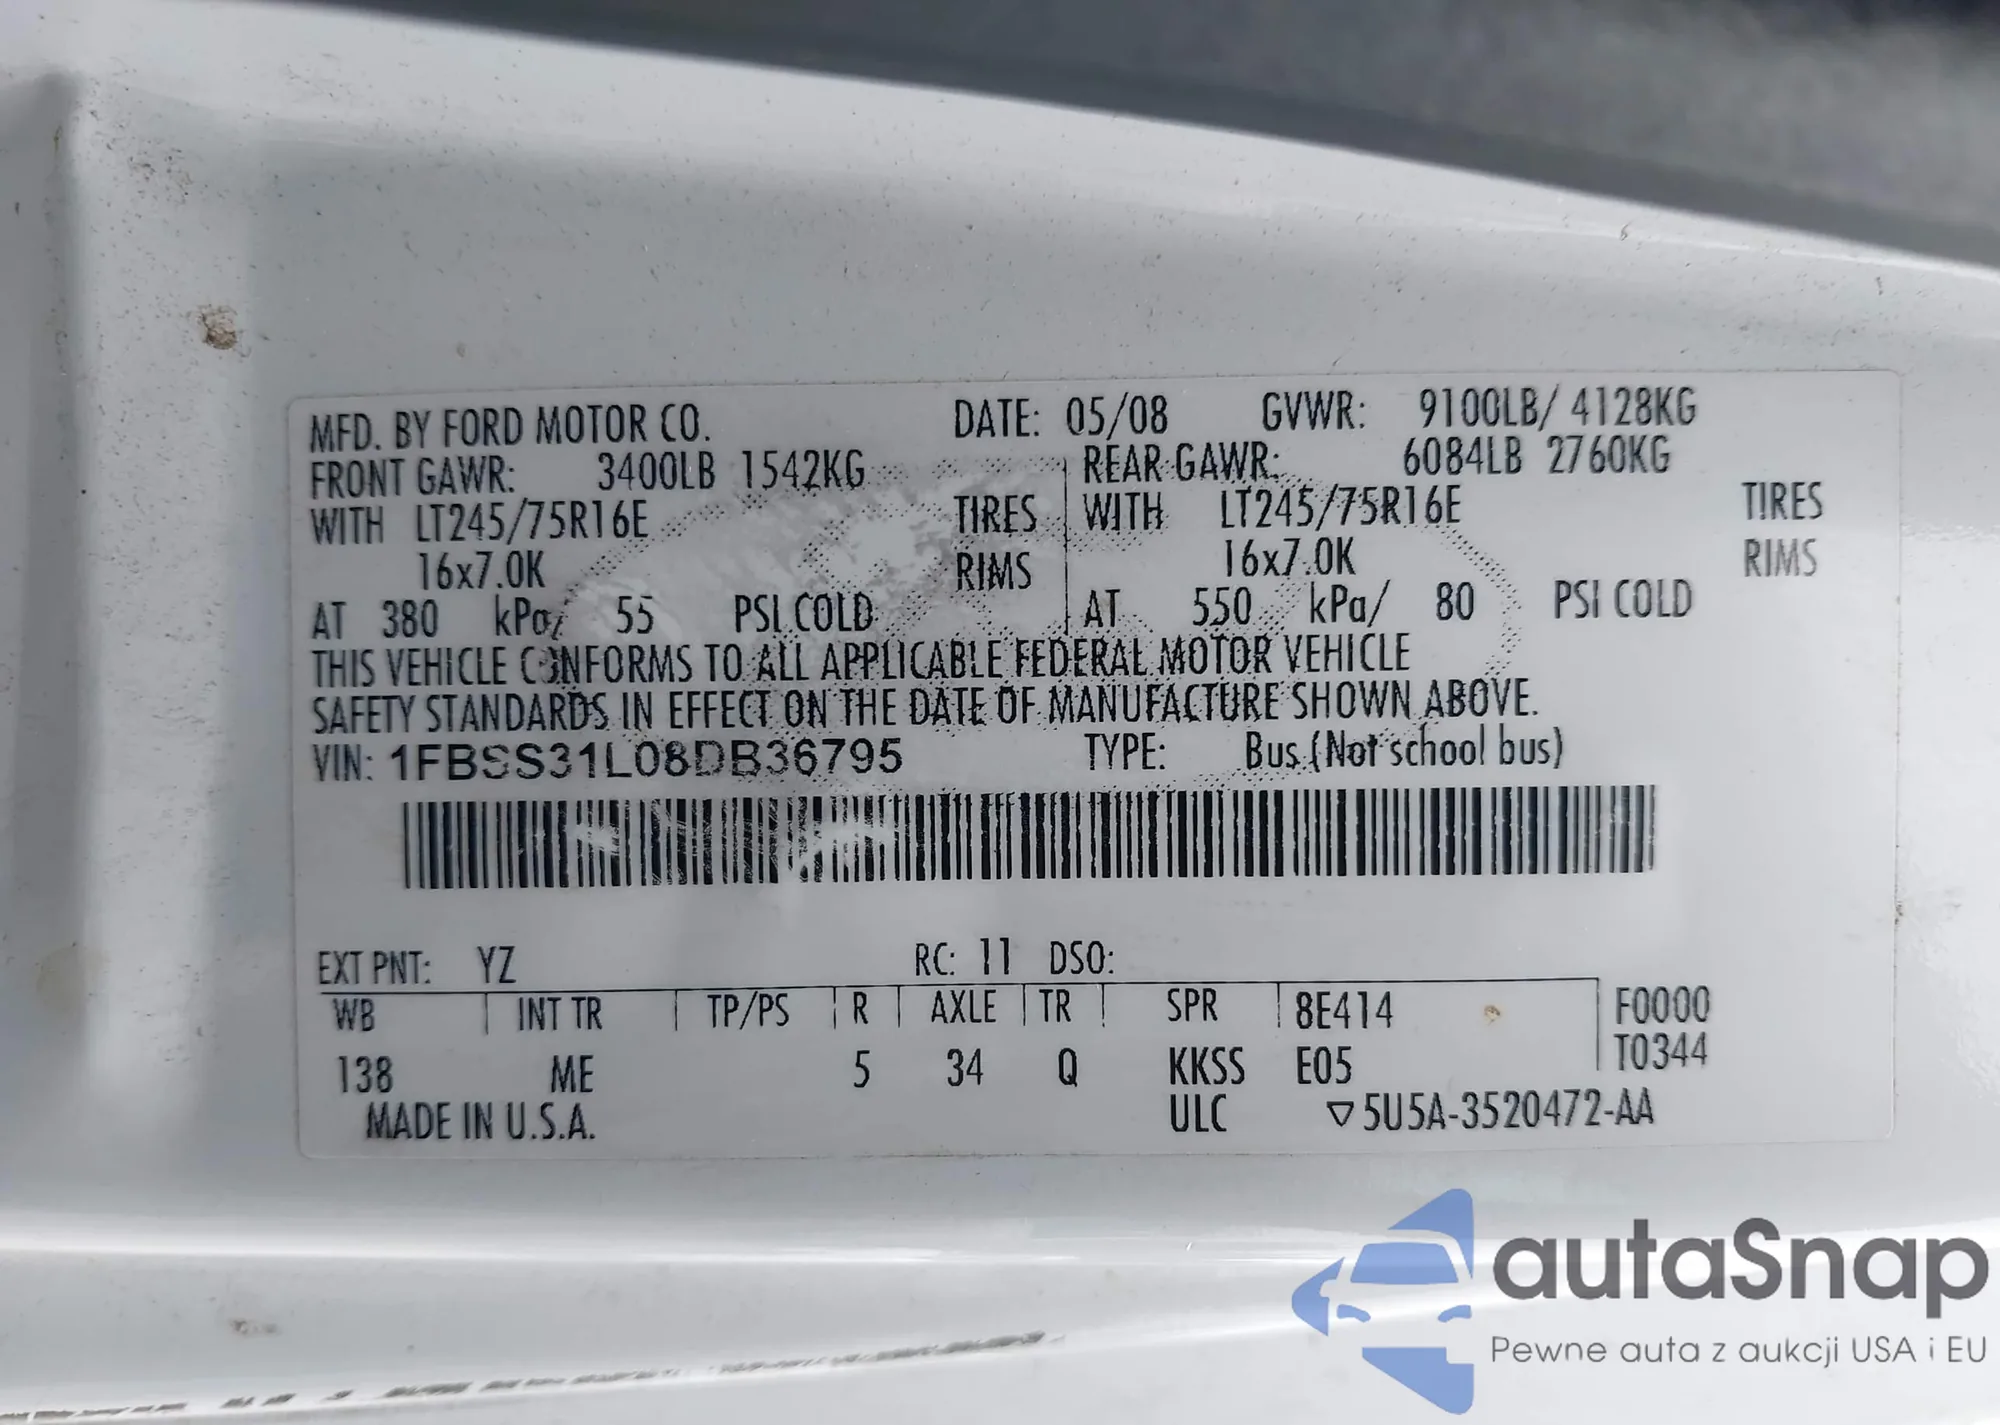 MFD. BY FORD MOTOR CO. DATE: 05/08 GVWR: 9100LB/ 4128KG
FRONT GAWR: 3400LB 1542KG REAR GAWR: 6084LB 2760KG
WITH LT245/75R16E TIRES WITH LT245/75R16E TIRES
16x7.0K RIMS 16x7.0K RIMS
AT 380 kPa/ 55 PSI COLD AT 550 kPa/ 80 PSI COLD
THIS VEHICLE CONFORMS TO ALL APPLICABLE FEDERAL MOTOR VEHICLE
SAFETY STANDARDS IN EFFECT ON THE DATE OF MANUFACTURE SHOWN ABOVE.
VIN: 1FBSS31L08DB36795 TYPE: Bus (Not school bus)
EXT PNT: YZ RC: 11 DSO:
WB INT TR TP/PS R AXLE TR SPR 8E414 F0000
T0344
138 ME 5 34 Q KKSS E05
MADE IN U.S.A. ULC ▽5U5A-3520472-AA
autaSnap
Pewne auta z aukcji USA i EU